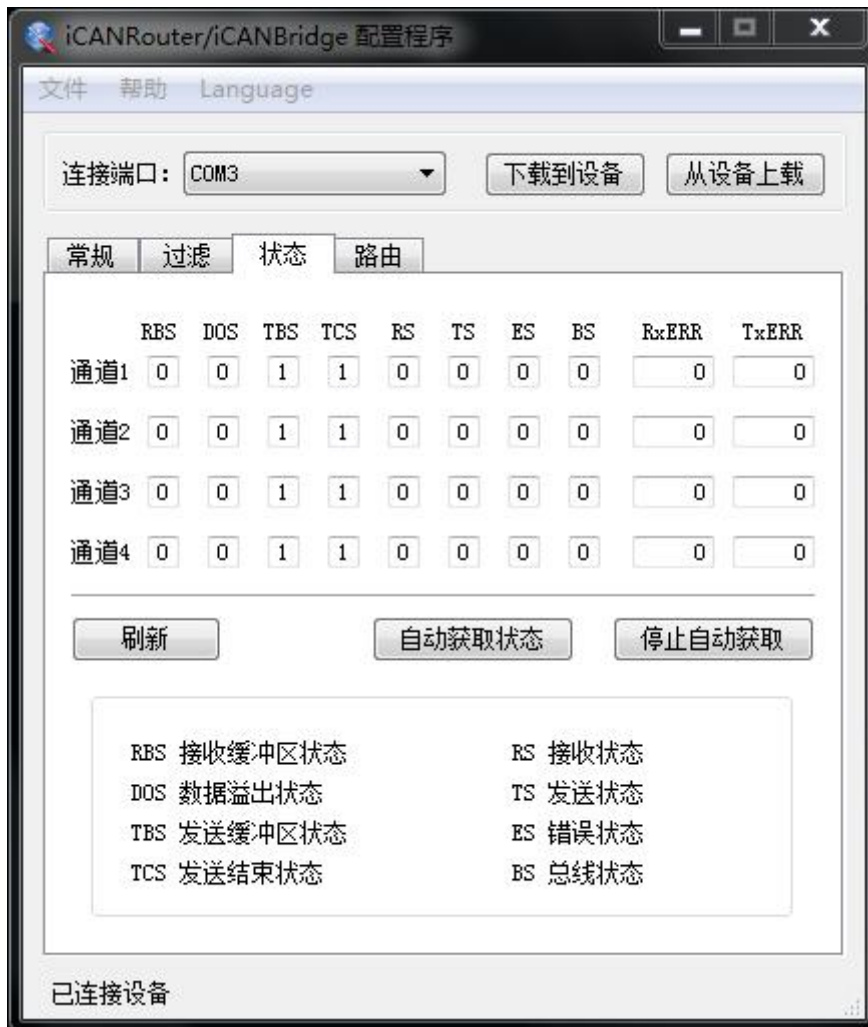 iCANRouter/iCANBridge 配置程序
文件 帮助 Language
连接端口: COM3 下载到设备 从设备上载
常规 过滤 状态 路由
RBS DOS TBS TCS RS TS ES BS RxERR TxERR
通道1 0 0 1 1 0 0 0 0 0 0
通道2 0 0 1 1 0 0 0 0 0 0
通道3 0 0 1 1 0 0 0 0 0 0
通道4 0 0 1 1 0 0 0 0 0 0
刷新 自动获取状态 停止自动获取
RBS 接收缓冲区状态 RS 接收状态
DOS 数据溢出状态 TS 发送状态
TBS 发送缓冲区状态 ES 错误状态
TCS 发送结束状态 BS 总线状态
已连接设备